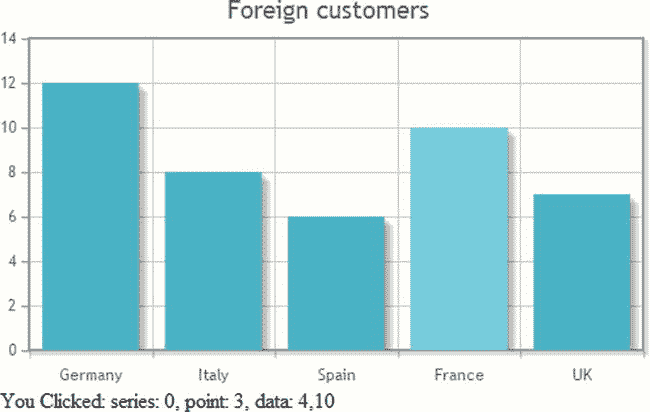 Foreign customers
14
12
10
8
6
4
2
0
Germany Italy Spain France UK
You Clicked: series: 0, point: 3, data: 4,10